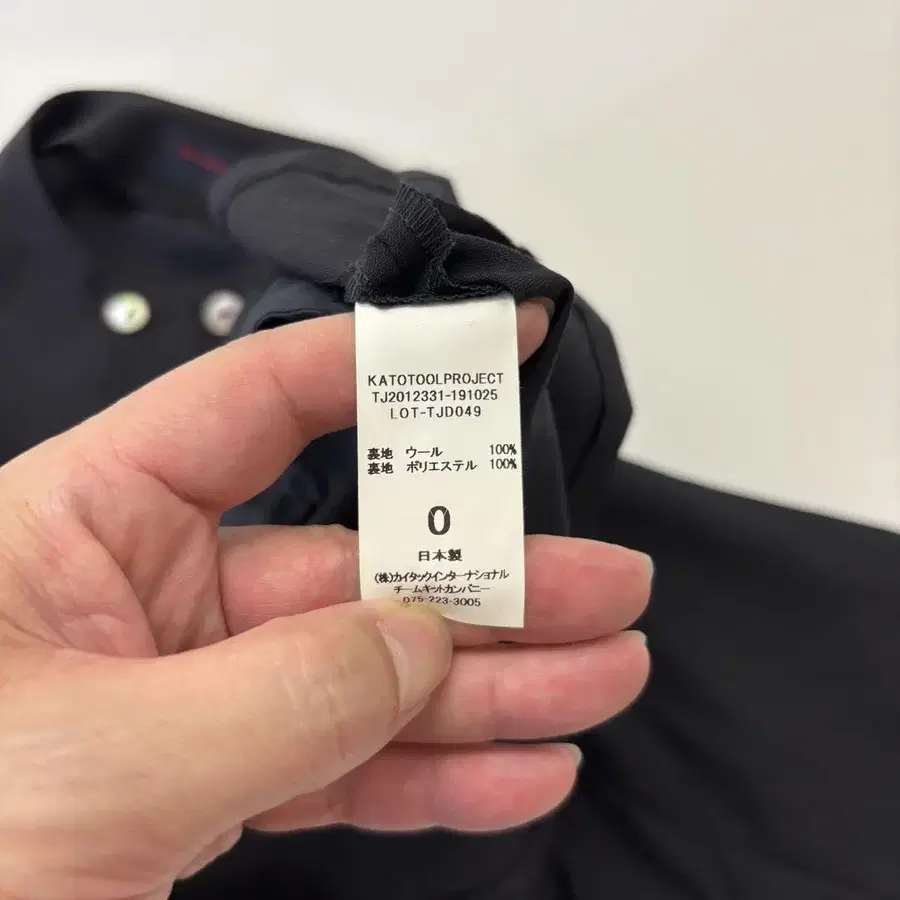 KATOTOOLPROJECT
TJ2012331-191025
LOT-TJD049
裏地 ウール 100%
裏地 ポリエステル 100%
0
日本製
(株)カイタックインターナショナル
チームキットカンパニー
075-223-3005